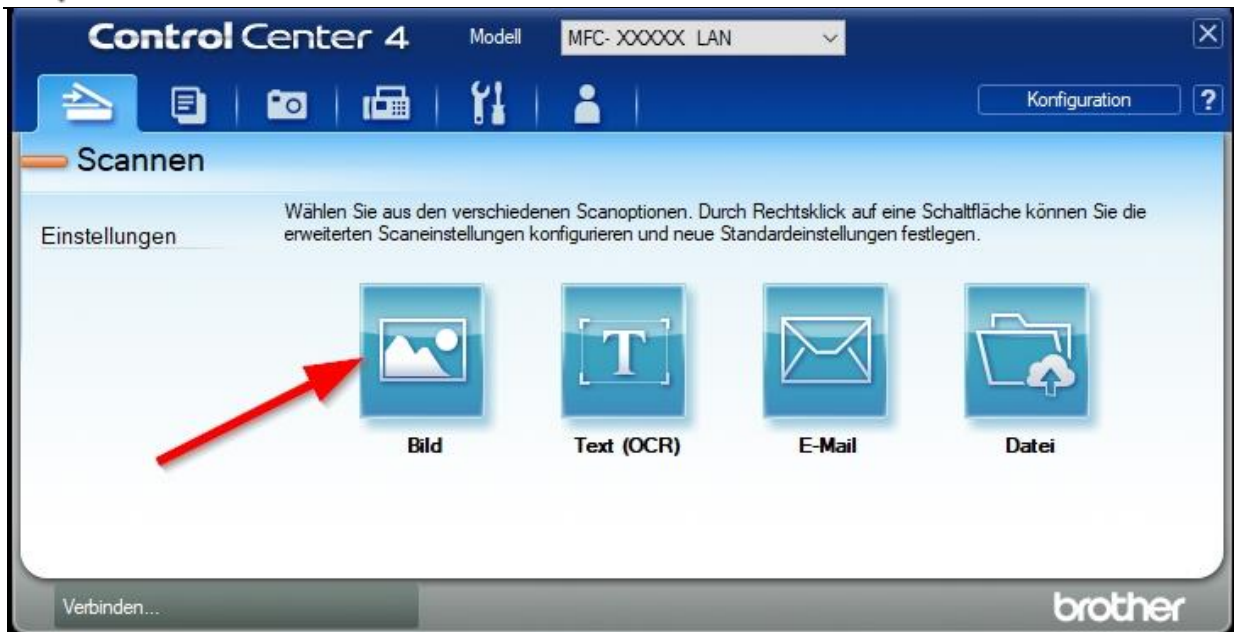 Control Center 4
Modell
MFC- XXXXX LAN
Konfiguration
?
Scannen
Einstellungen
Wählen Sie aus den verschiedenen Scanoptionen. Durch Rechtsklick auf eine Schaltfläche können Sie die
erweiterten Scaneinstellungen konfigurieren und neue Standardeinstellungen festlegen.
T
Bild
Text (OCR)
E-Mail
Datei
Verbinden...
brother